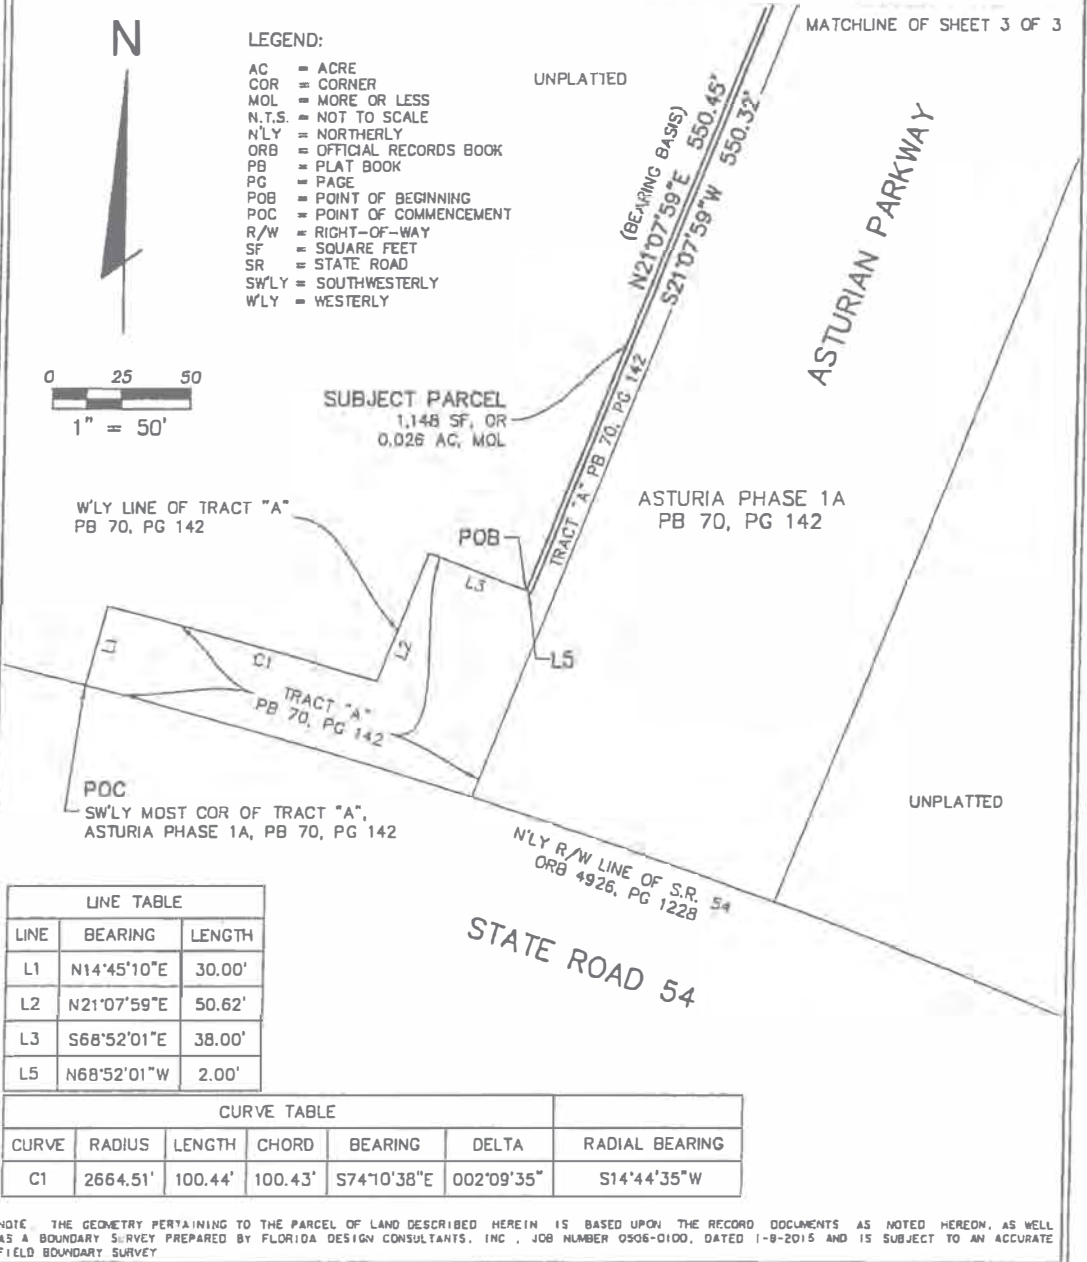 MATCHLINE OF SHEET 3 OF 3
N
LEGEND:
AC = ACRE
COR = CORNER
MOL = MORE OR LESS
N.T.S. = NOT TO SCALE
N'LY = NORTHERLY
ORB = OFFICIAL RECORDS BOOK
PB = PLAT BOOK
PG = PAGE
POB = POINT OF BEGINNING
POC = POINT OF COMMENCEMENT
R/W = RIGHT-OF-WAY
SF = SQUARE FEET
SR = STATE ROAD
SW'LY = SOUTHWESTERLY
W'LY = WESTERLY
UNPLATTED
(BEARING BASIS)
N21°07'59"E 550.45'
S21°07'59"W 550.32'
ASTURIAN PARKWAY
0 25 50
1" = 50'
SUBJECT PARCEL
1,148 SF, OR
0.026 AC, MOL
TRACT "A" PB 70, PG 142
W'LY LINE OF TRACT "A"
PB 70, PG 142
ASTURIA PHASE 1A
PB 70, PG 142
POB
L3
L1
L2
C1
L5
TRACT "A"
PB 70, PG 142
POC
SW'LY MOST COR OF TRACT "A",
ASTURIA PHASE 1A, PB 70, PG 142
UNPLATTED
N'LY R/W LINE OF S.R. 54
ORB 4926, PG 1228
STATE ROAD 54
LINE TABLE
LINE BEARING LENGTH
L1 N14°45'10"E 30.00'
L2 N21°07'59"E 50.62'
L3 S68°52'01"E 38.00'
L5 N68°52'01"W 2.00'
CURVE TABLE
CURVE RADIUS LENGTH CHORD BEARING DELTA RADIAL BEARING
C1 2664.51' 100.44' 100.43' S74°10'38"E 002°09'35" S14°44'35"W
NOTE THE GEOMETRY PERTAINING TO THE PARCEL OF LAND DESCRIBED HEREIN IS BASED UPON THE RECORD DOCUMENTS AS NOTED HEREON, AS WELL
AS A BOUNDARY SURVEY PREPARED BY FLORIDA DESIGN CONSULTANTS, INC , JOB NUMBER 0506-0100, DATED 1-8-2015 AND IS SUBJECT TO AN ACCURATE
FIELD BOUNDARY SURVEY